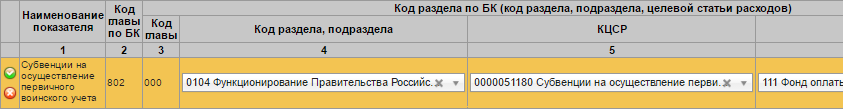 Наименование показателя
Код главы по БК
Код раздела по БК (код раздела, подраздела, целевой статьи расходов)
Код главы
Код раздела, подраздела
КЦСР
1
2
3
4
5
Субвенции на осуществление первичного воинского учета
802
000
0104 Функционирование Правительства Российс..
0000051180 Субвенции на осуществление перви..
111 Фонд оплаты